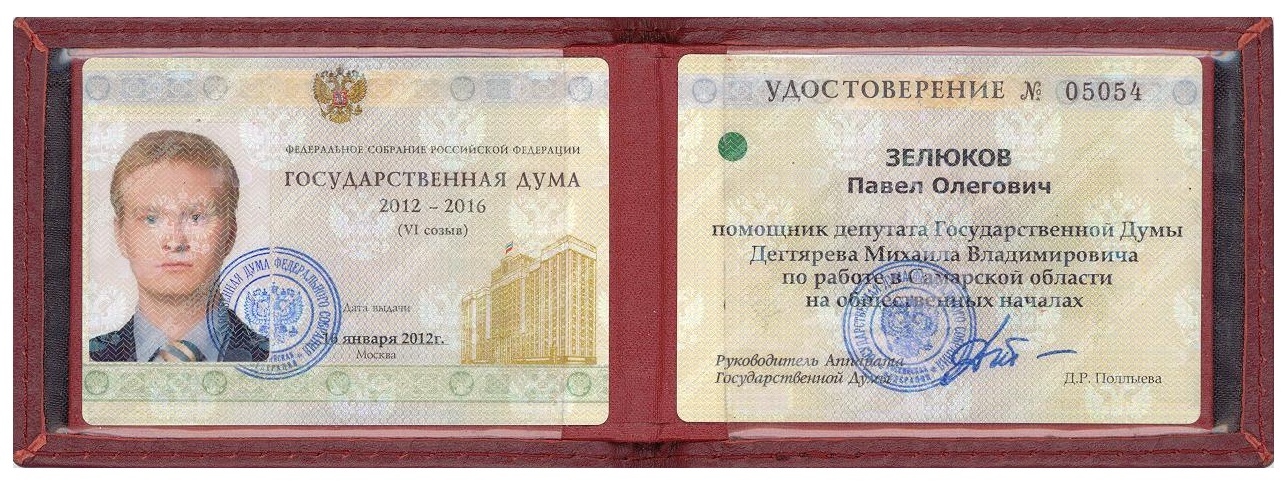 ФЕДЕРАЛЬНОЕ СОБРАНИЕ РОССИЙСКОЙ ФЕДЕРАЦИИ
ГОСУДАРСТВЕННАЯ ДУМА
2012 – 2016
(VI созыв)
Дата выдачи
16 января 2012г.
Москва
УДОСТОВЕРЕНИЕ № 05054
ЗЕЛЮКОВ
Павел Олегович
помощник депутата Государственной Думы
Дегтярева Михаила Владимировича
по работе в Самарской области
на общественных началах
Руководитель Аппарата
Государственной Думы
Д.Р. Поллыева